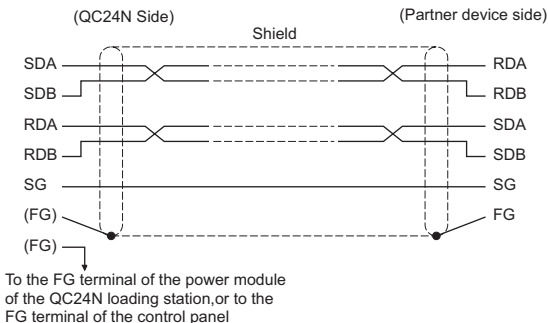 (QC24N Side)
(Partner device side)
Shield
SDA
RDA
SDB
RDB
RDA
SDA
RDB
SDB
SG
SG
(FG)
FG
(FG)
To the FG terminal of the power module
of the QC24N loading station,or to the
FG terminal of the control panel